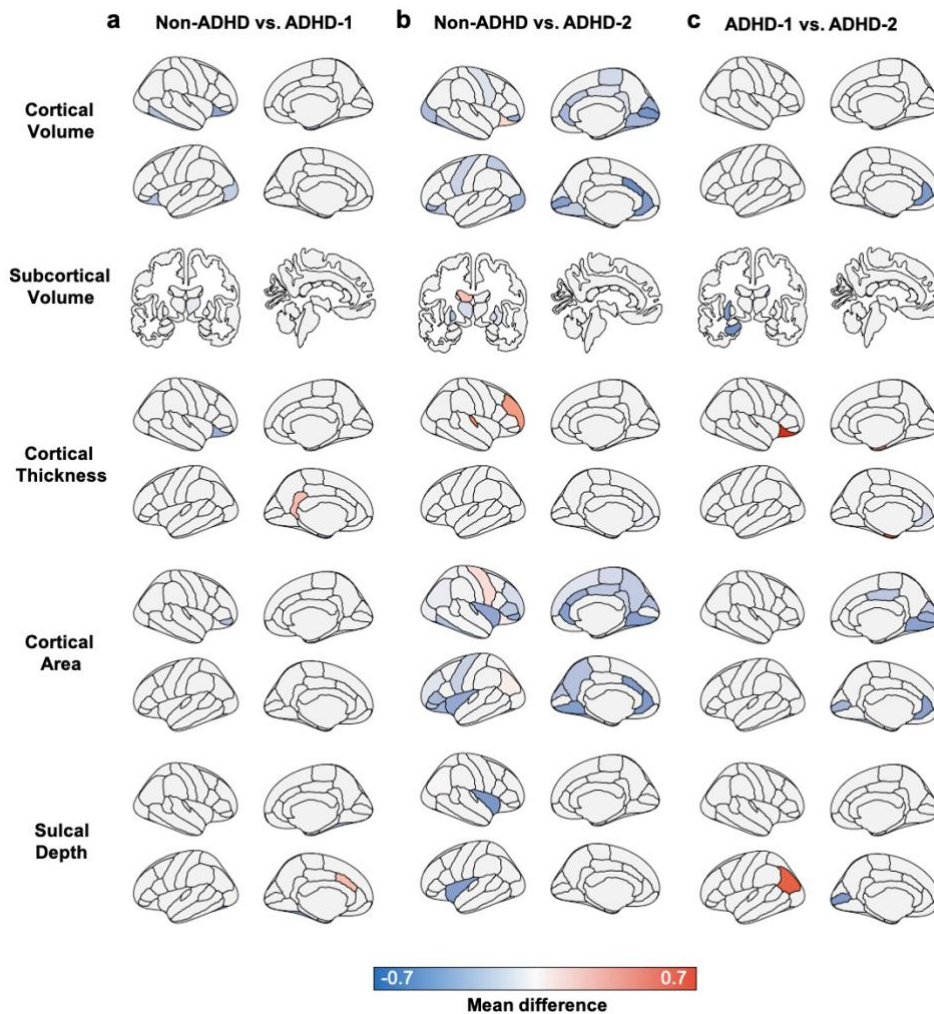 a Non-ADHD vs. ADHD-1 b Non-ADHD vs. ADHD-2 c ADHD-1 vs. ADHD-2
Cortical
Volume
Subcortical
Volume
Cortical
Thickness
Cortical
Area
Sulcal
Depth
-0.7 0.7
Mean difference